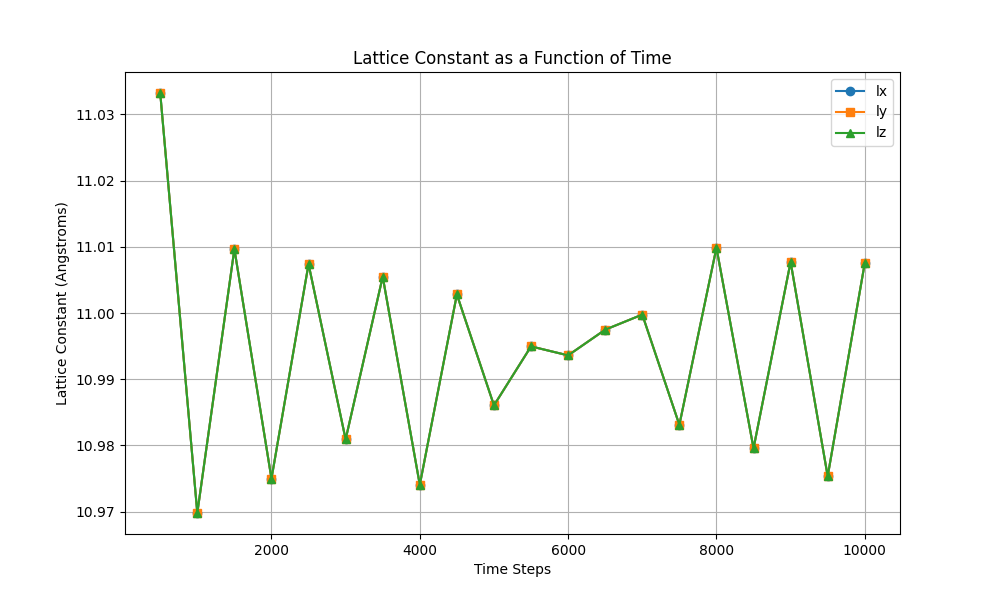 Lattice Constant as a Function of Time
lx
ly
lz
Lattice Constant (Angstroms)
11.03
11.02
11.01
11.00
10.99
10.98
10.97
2000 4000 6000 8000 10000
Time Steps